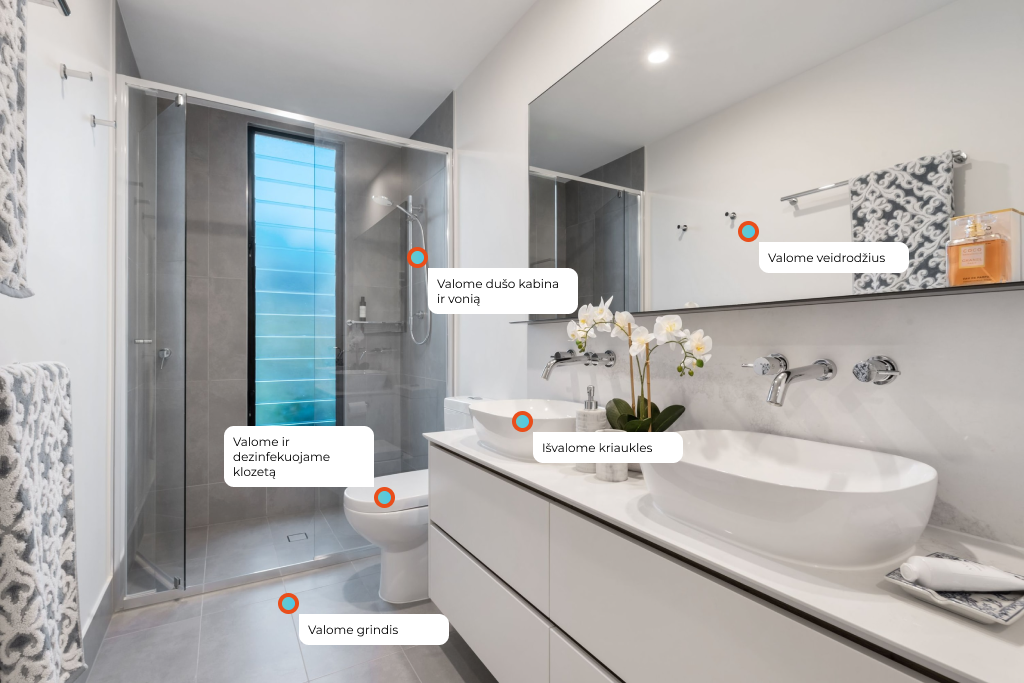 Valome veidrodžius
Valome dušo kabina
ir vonią
Valome ir
dezinfekuojame
klozetą
Išvalome kriaukles
Valome grindis